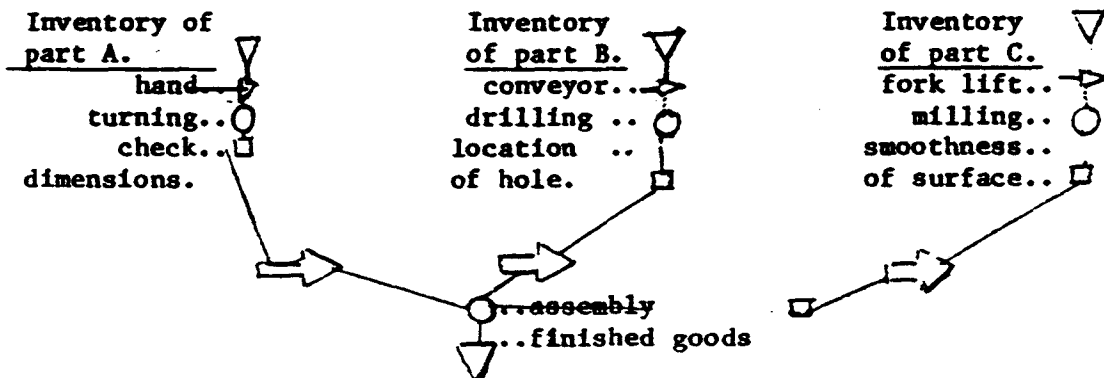 Inventory of
part A.
hand
turning..
check..
dimensions.
Inventory
of part B.
conveyor..
drilling ..
location ..
of hole.
Inventory
of part C.
fork lift..
milling..
smoothness..
of surface..
..assembly
..finished goods